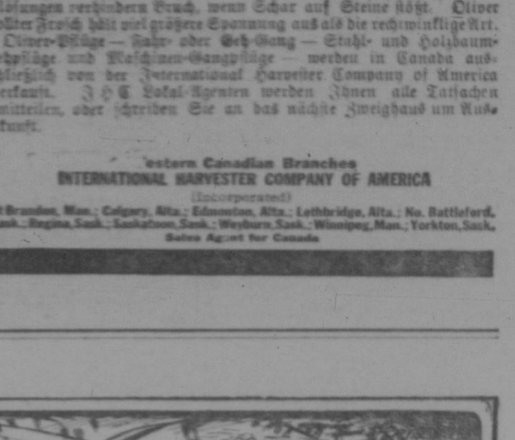 lösungen verhindern Bruch, wenn Schar auf Steine stößt. Oliver
Frosch hält viel größere Spannung aus als die rechtwinklige Art.
Oliver-Pflüge — Fuhr- oder Geh-Gang — Stahl- und Holzbaum-
pflüge und Maschinen-Gangpflüge — werden in Canada aus-
ließlich von der International Harvester Company of America
erkauft. I H C Lokal-Agenten werden Ihnen alle Tatsachen
mitteilen, oder schreiben Sie an das nächste Zweighaus um Aus-
kunft.
estern Canadian Branches
INTERNATIONAL HARVESTER COMPANY OF AMERICA
(Incorporated)
Brandon, Man.; Calgary, Alta.; Edmonton, Alta.; Lethbridge, Alta.; No. Battleford,
ask.; Regina, Sask.; Saskatoon, Sask.; Weyburn, Sask.; Winnipeg, Man.; Yorkton, Sask.
Sales Agent for Canada